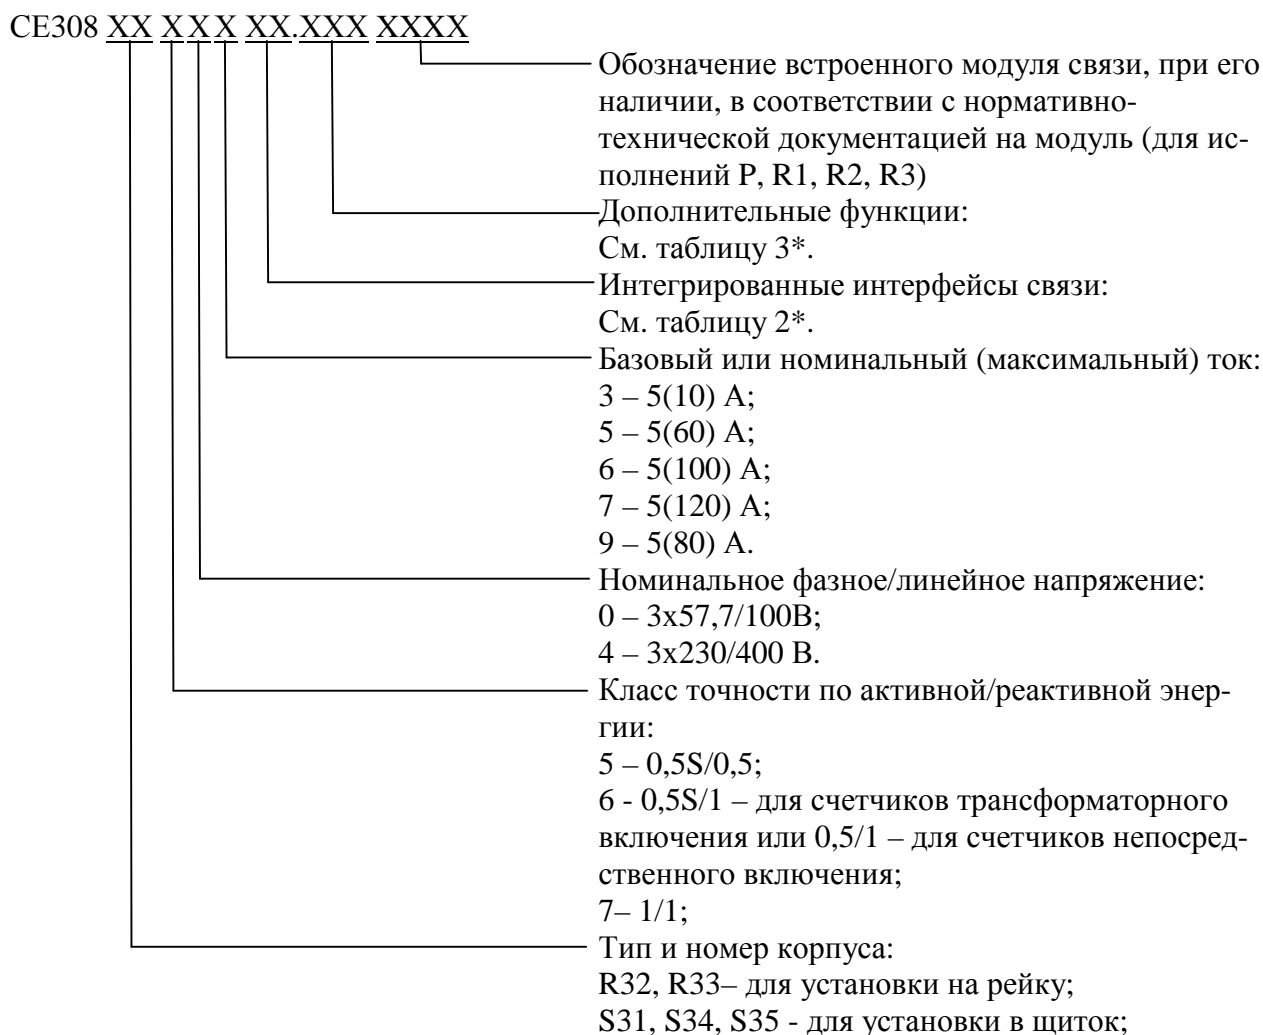 СЕ308 XX X X X XX.XXX XXXX
Обозначение встроенного модуля связи, при его
наличии, в соответствии с нормативно-
технической документацией на модуль (для ис-
полнений P, R1, R2, R3)
Дополнительные функции:
См. таблицу 3*.
Интегрированные интерфейсы связи:
См. таблицу 2*.
Базовый или номинальный (максимальный) ток:
3 – 5(10) А;
5 – 5(60) А;
6 – 5(100) А;
7 – 5(120) А;
9 – 5(80) А.
Номинальное фазное/линейное напряжение:
0 – 3х57,7/100В;
4 – 3х230/400 В.
Класс точности по активной/реактивной энер-
гии:
5 – 0,5S/0,5;
6 - 0,5S/1 – для счетчиков трансформаторного
включения или 0,5/1 – для счетчиков непосред-
ственного включения;
7– 1/1;
Тип и номер корпуса:
R32, R33– для установки на рейку;
S31, S34, S35 - для установки в щиток;